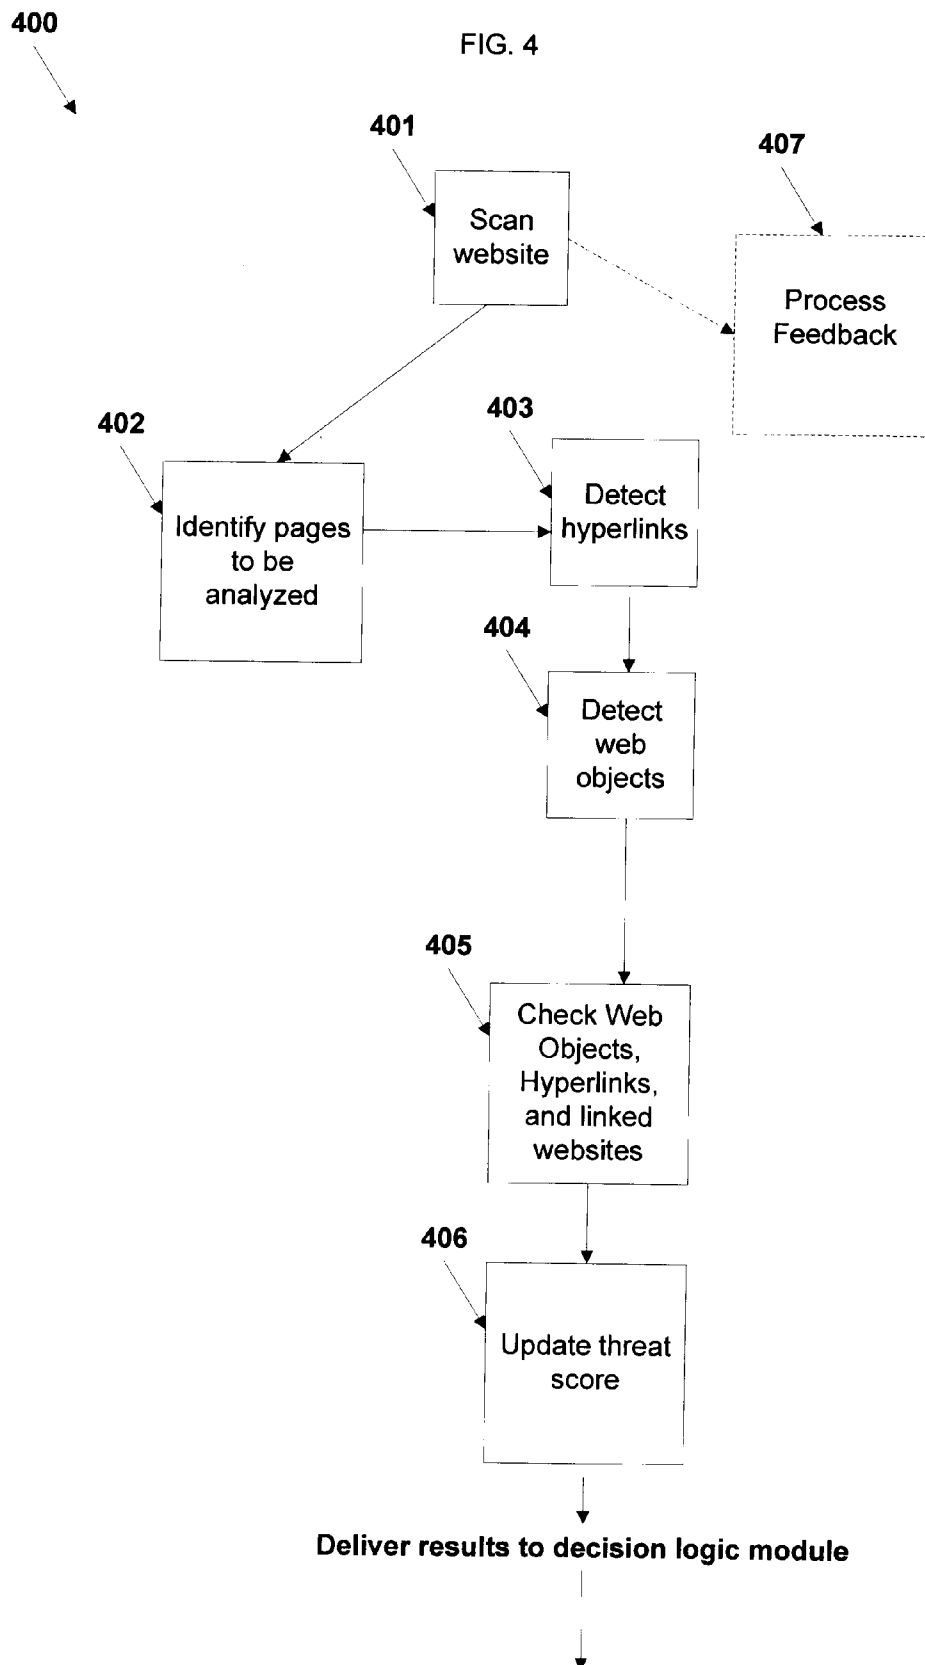 400
FIG. 4
401
407
Scan
website
Process
Feedback
402
403
Identify pages
to be
analyzed
Detect
hyperlinks
404
Detect
web
objects
405
Check Web
Objects,
Hyperlinks,
and linked
websites
406
Update threat
score
Deliver results to decision logic module